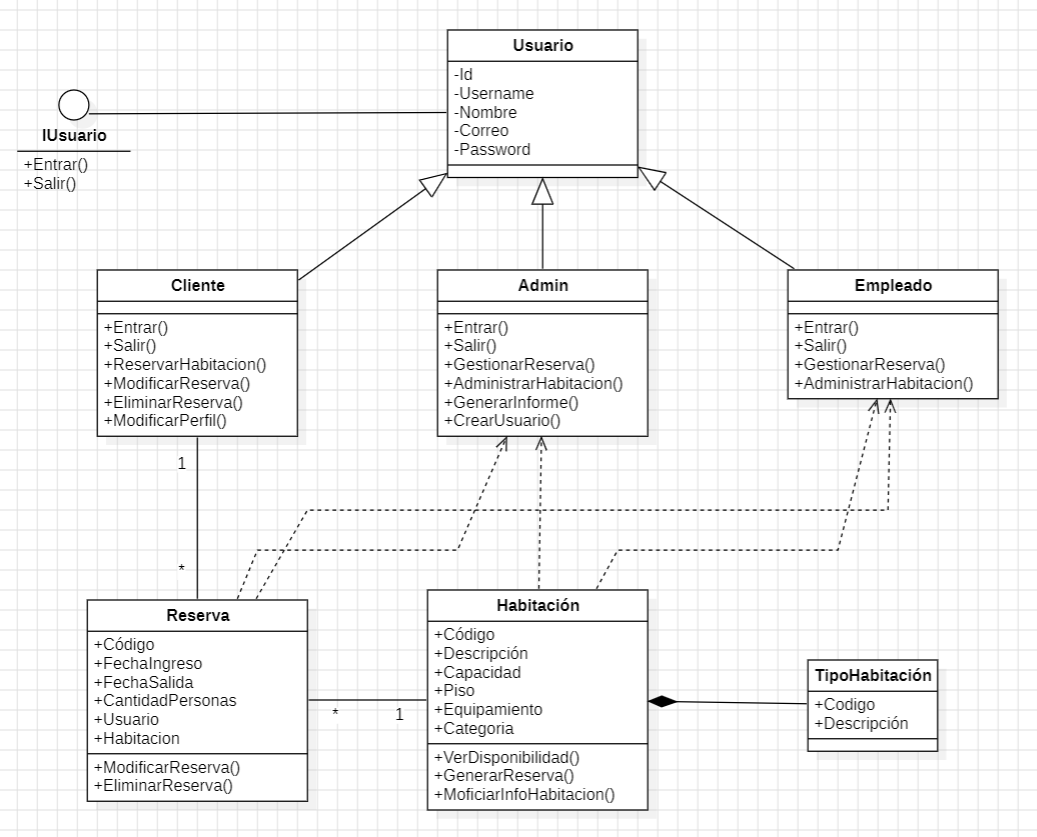 Usuario
-Id
-Username
-Nombre
-Correo
-Password
IUsuario
+Entrar()
+Salir()
Cliente
+Entrar()
+Salir()
+ReservarHabitacion()
+ModificarReserva()
+EliminarReserva()
+ModificarPerfil()
Admin
+Entrar()
+Salir()
+GestionarReserva()
+AdministrarHabitacion()
+GenerarInforme()
+CrearUsuario()
Empleado
+Entrar()
+Salir()
+GestionarReserva()
+AdministrarHabitacion()
1
*
Reserva
+Código
+FechaIngreso
+FechaSalida
+CantidadPersonas
+Usuario
+Habitacion
+ModificarReserva()
+EliminarReserva()
*
1
Habitación
+Código
+Descripción
+Capacidad
+Piso
+Equipamiento
+Categoria
+VerDisponibilidad()
+GenerarReserva()
+MoficiarInfoHabitacion()
TipoHabitación
+Codigo
+Descripción